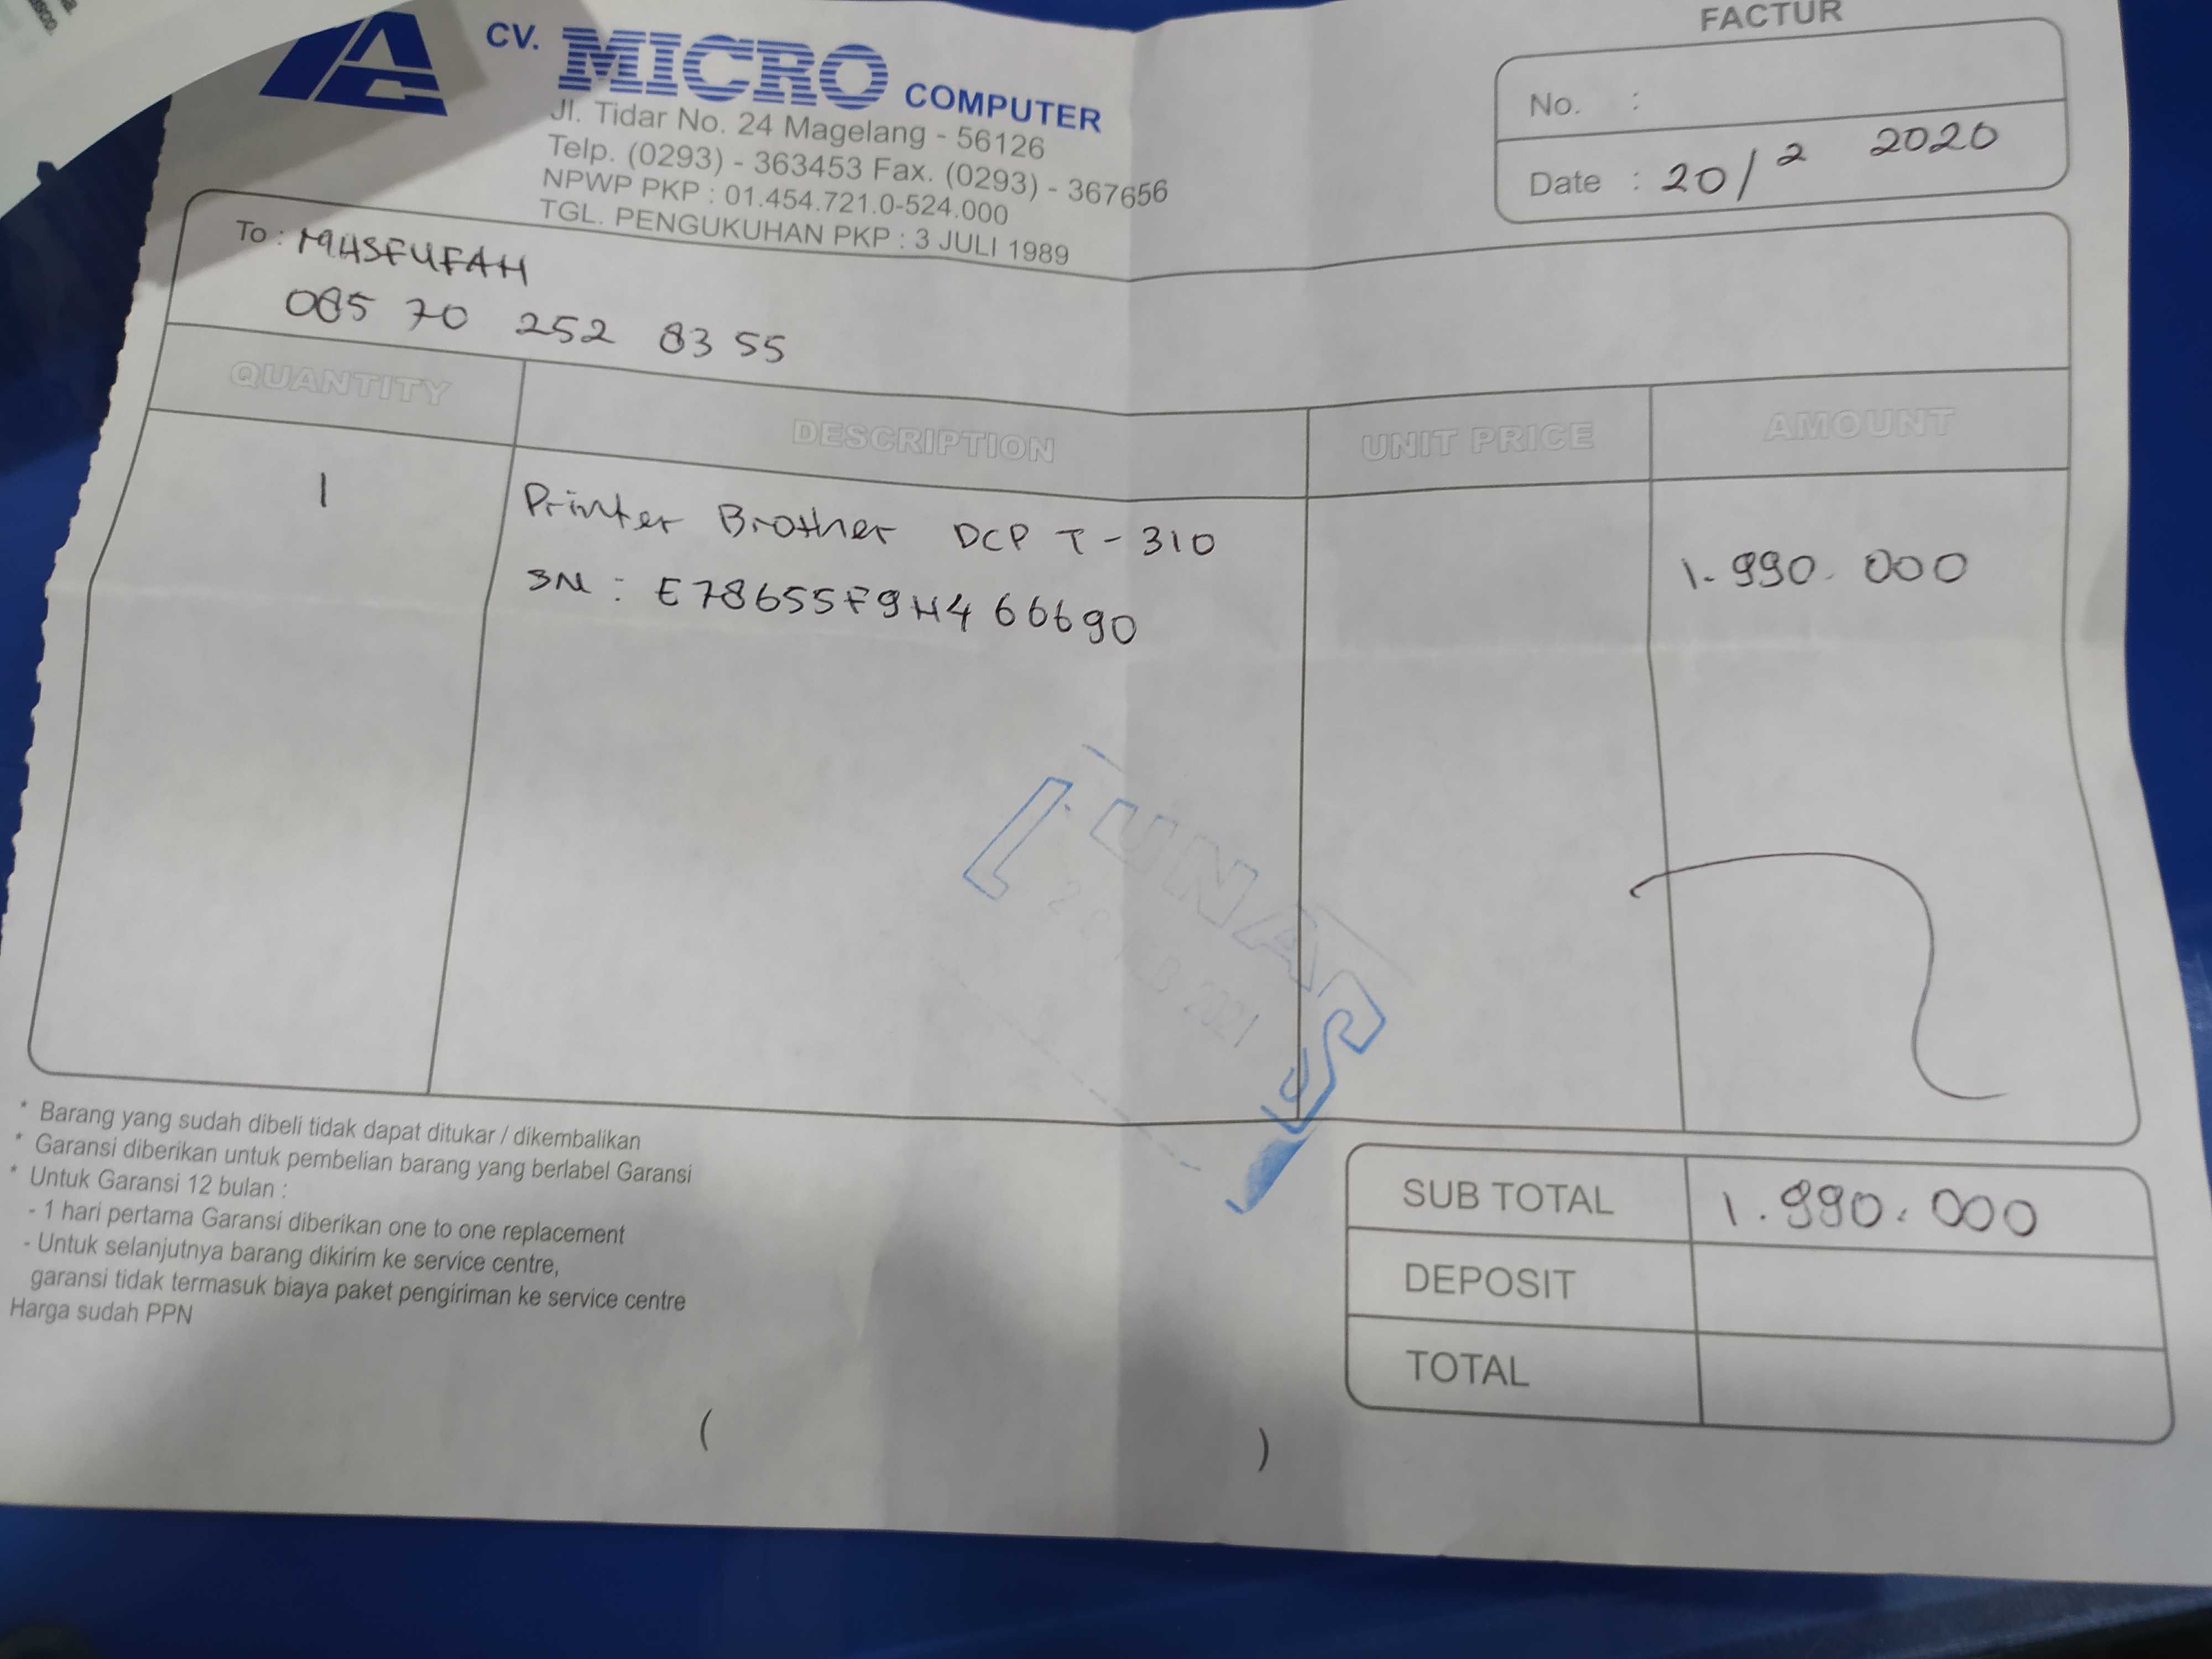 FACTUR
CV. MICRO COMPUTER
Jl. Tidar No. 24 Magelang - 56126
Telp. (0293) - 363453 Fax. (0293) - 367656
NPWP PKP : 01.454.721.0-524.000
TGL. PENGUKUHAN PKP : 3 JULI 1989
No. :
Date : 20/2 2020
To : MHSFUFAH
085 70 252 8355
QUANTITY DESCRIPTION UNIT PRICE AMOUNT
1 Printer Brother DCP T-310 1.990.000
SN : E78655F9H466690
LUNAS
2021
* Barang yang sudah dibeli tidak dapat ditukar / dikembalikan
* Garansi diberikan untuk pembelian barang yang berlabel Garansi
* Untuk Garansi 12 bulan :
- 1 hari pertama Garansi diberikan one to one replacement
- Untuk selanjutnya barang dikirim ke service centre,
garansi tidak termasuk biaya paket pengiriman ke service centre
Harga sudah PPN
SUB TOTAL 1.990.000
DEPOSIT
TOTAL
( )